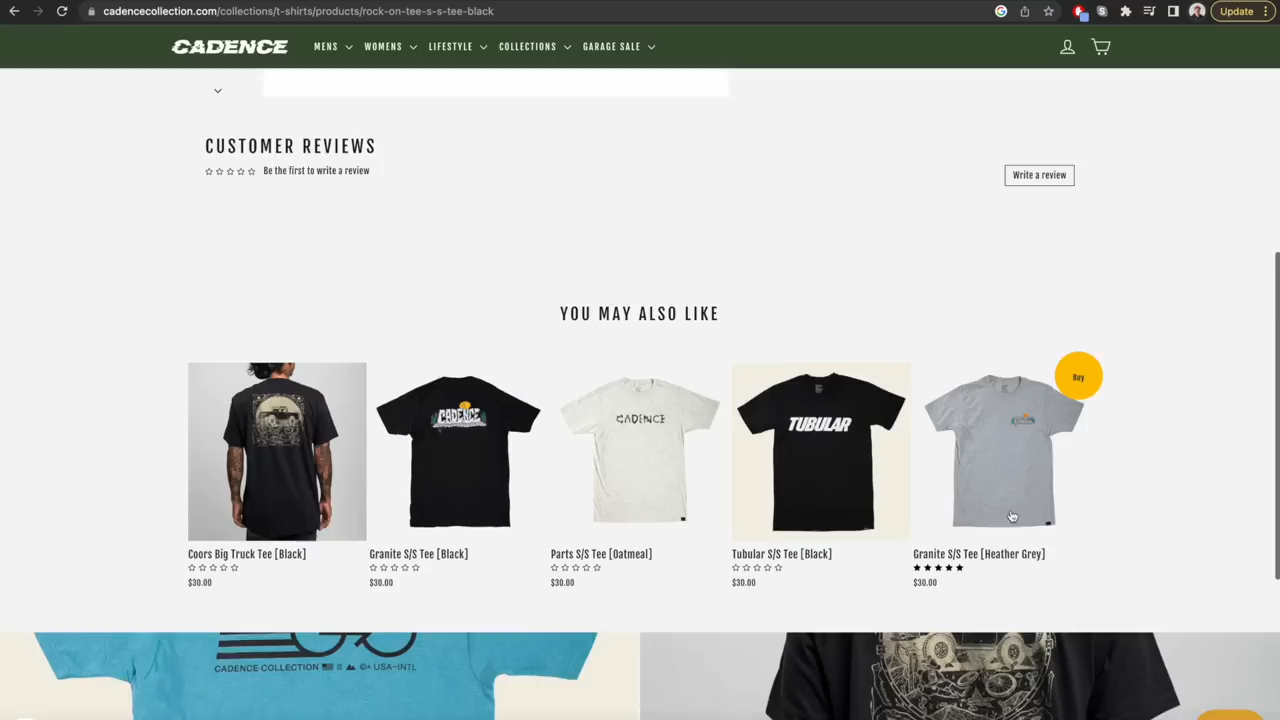 cadencecollection.com/collections/t-shirts/products/rock-on-tee-s-s-tee-black
Update
CADENCE
MENS
WOMENS
LIFESTYLE
COLLECTIONS
GARAGE SALE
CUSTOMER REVIEWS
Be the first to write a review
Write a review
YOU MAY ALSO LIKE
CADENCE
CADENCE
TUBULAR
Buy
Coors Big Truck Tee [Black]
$30.00
Granite S/S Tee [Black]
$30.00
Parts S/S Tee [Oatmeal]
$30.00
Tubular S/S Tee [Black]
$30.00
Granite S/S Tee [Heather Grey]
$30.00
CADENCE COLLECTION
USA-INTL